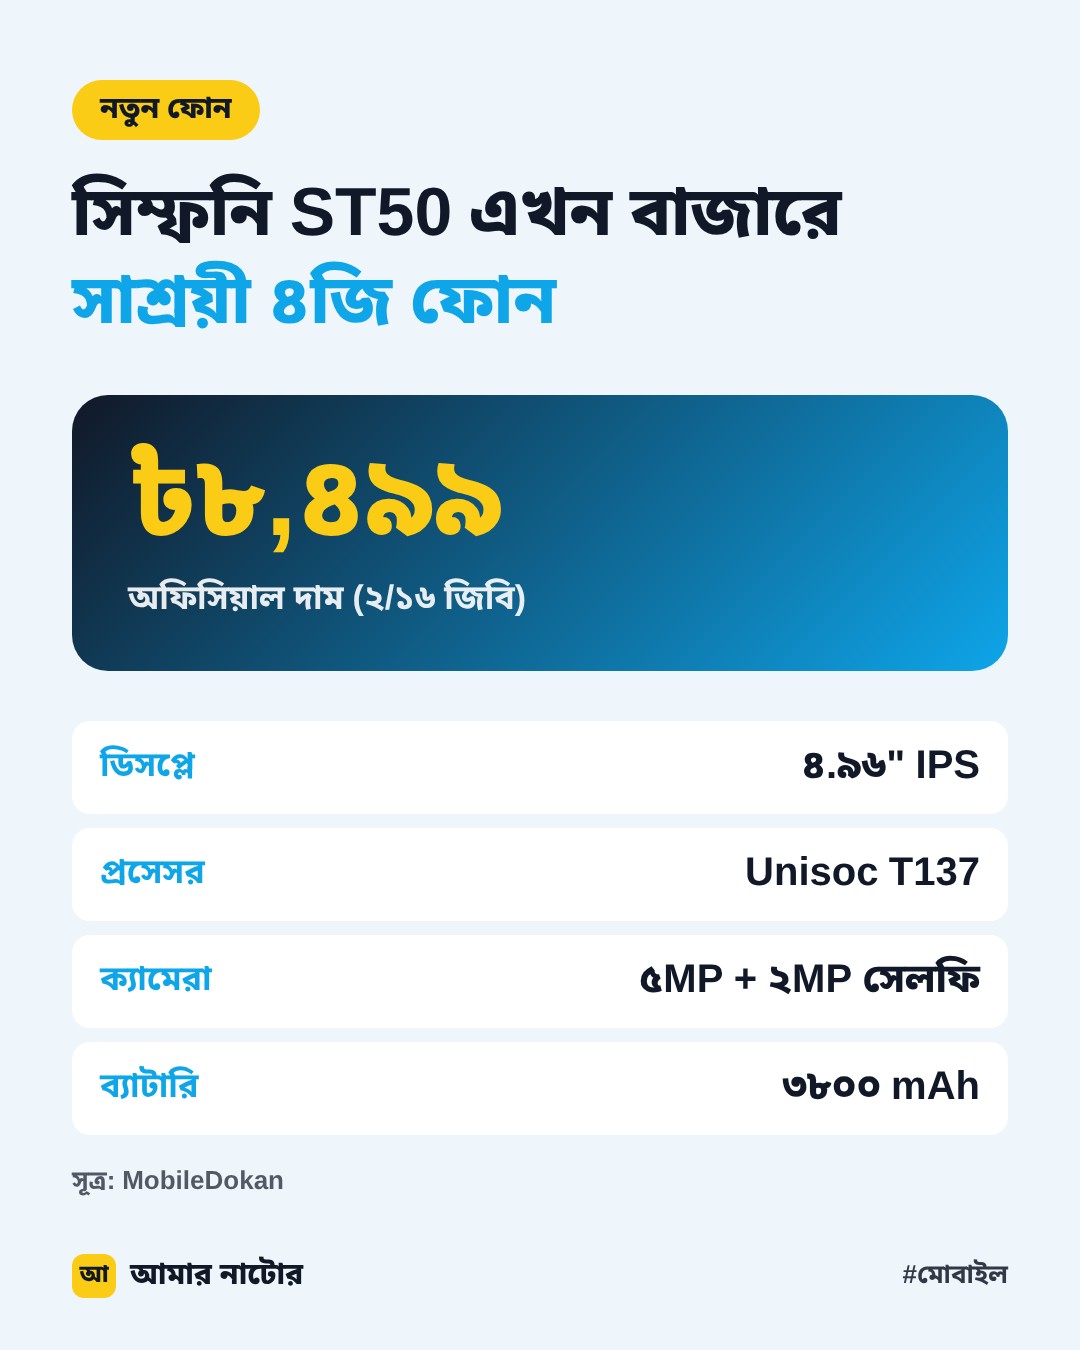 নতুন ফোন
সিম্ফনি ST50 এখন বাজারে
সাশ্রয়ী ৪জি ফোন
৳৮,৪৯৯
অফিসিয়াল দাম (২/১৬ জিবি)
ডিসপ্লে ৪.৯৬" IPS
প্রসেসর Unisoc T137
ক্যামেরা ৫MP + ২MP সেলফি
ব্যাটারি ৩৮০০ mAh
সূত্র: MobileDokan
আ আমার নাটোর #মোবাইল